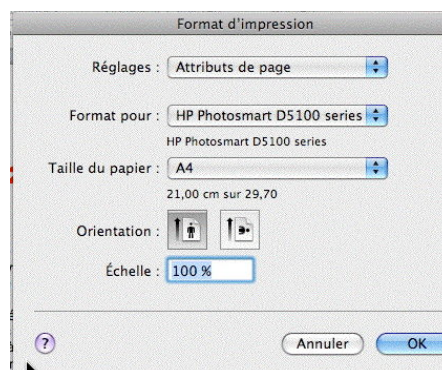 Format d'impression
Réglages : Attributs de page
Format pour : HP Photosmart D5100 series
HP Photosmart D5100 series
Taille du papier : A4
21,00 cm sur 29,70
Orientation :
Échelle : 100 %
? Annuler OK